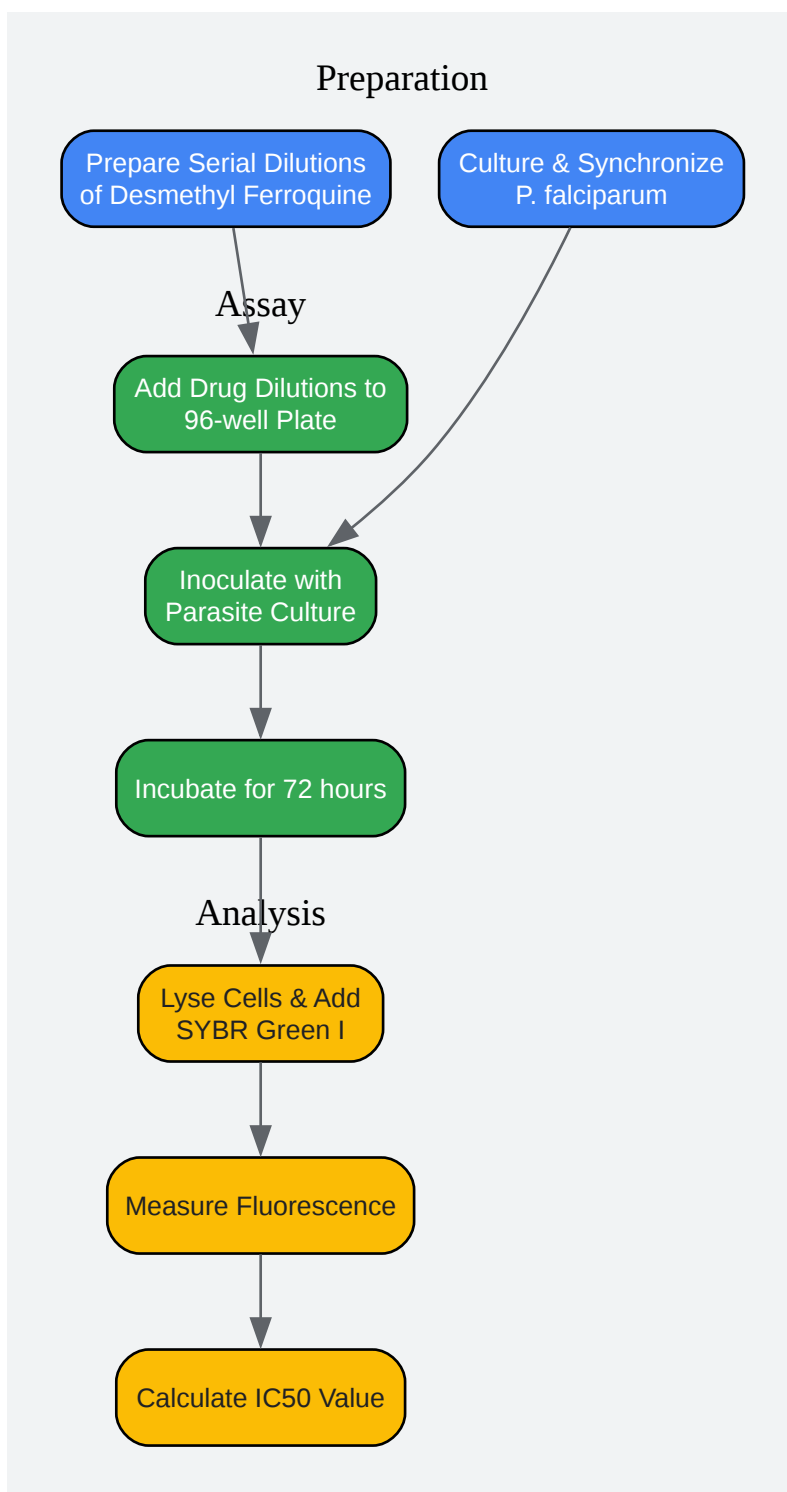 Preparation
Prepare Serial Dilutions
of Desmethyl Ferroquine
Culture & Synchronize
P. falciparum
Assay
Add Drug Dilutions to
96-well Plate
Inoculate with
Parasite Culture
Incubate for 72 hours
Analysis
Lyse Cells & Add
SYBR Green I
Measure Fluorescence
Calculate IC50 Value